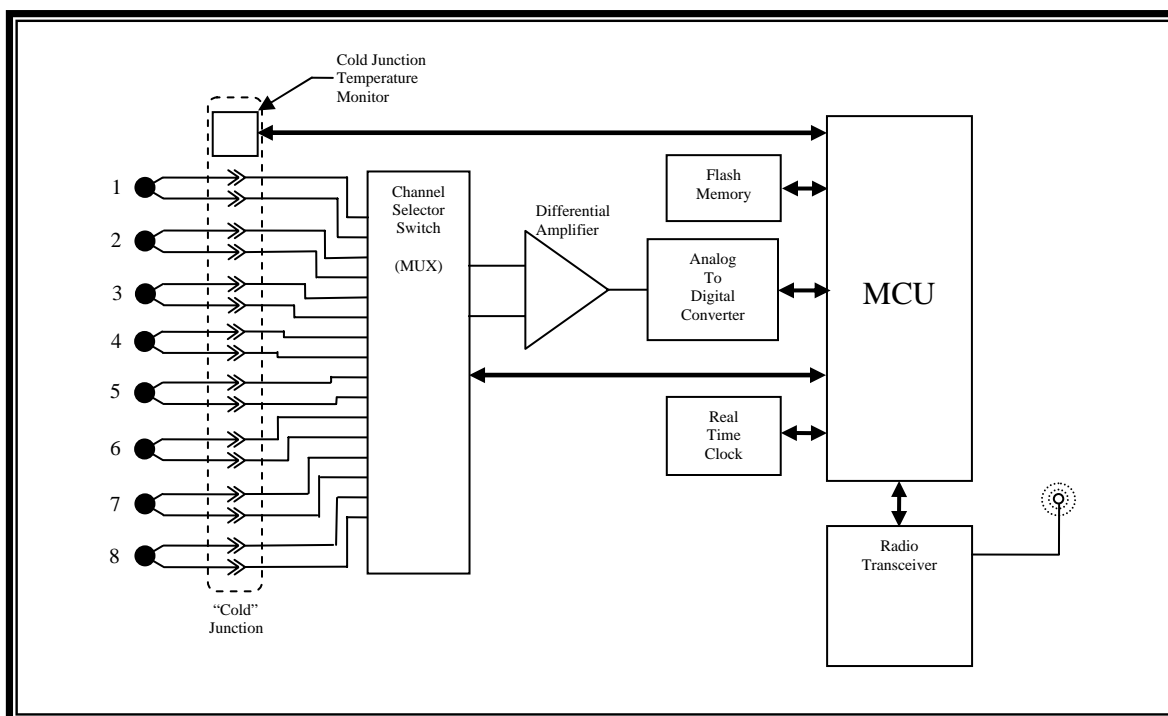 Cold Junction
Temperature
Monitor
1
2
3
4
5
6
7
8
“Cold”
Junction
Channel
Selector
Switch
(MUX)
Differential
Amplifier
Flash
Memory
Analog
To
Digital
Converter
Real
Time
Clock
MCU
Radio
Transceiver